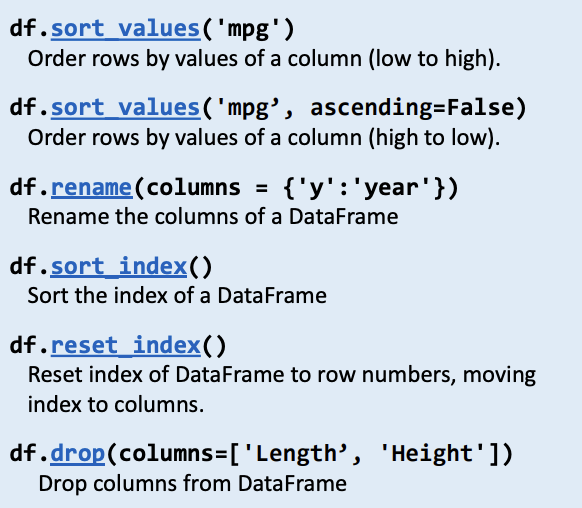 df.sort_values('mpg')
Order rows by values of a column (low to high).
df.sort_values('mpg’, ascending=False)
Order rows by values of a column (high to low).
df.rename(columns = {'y':'year'})
Rename the columns of a DataFrame
df.sort_index()
Sort the index of a DataFrame
df.reset_index()
Reset index of DataFrame to row numbers, moving
index to columns.
df.drop(columns=['Length’, 'Height'])
Drop columns from DataFrame